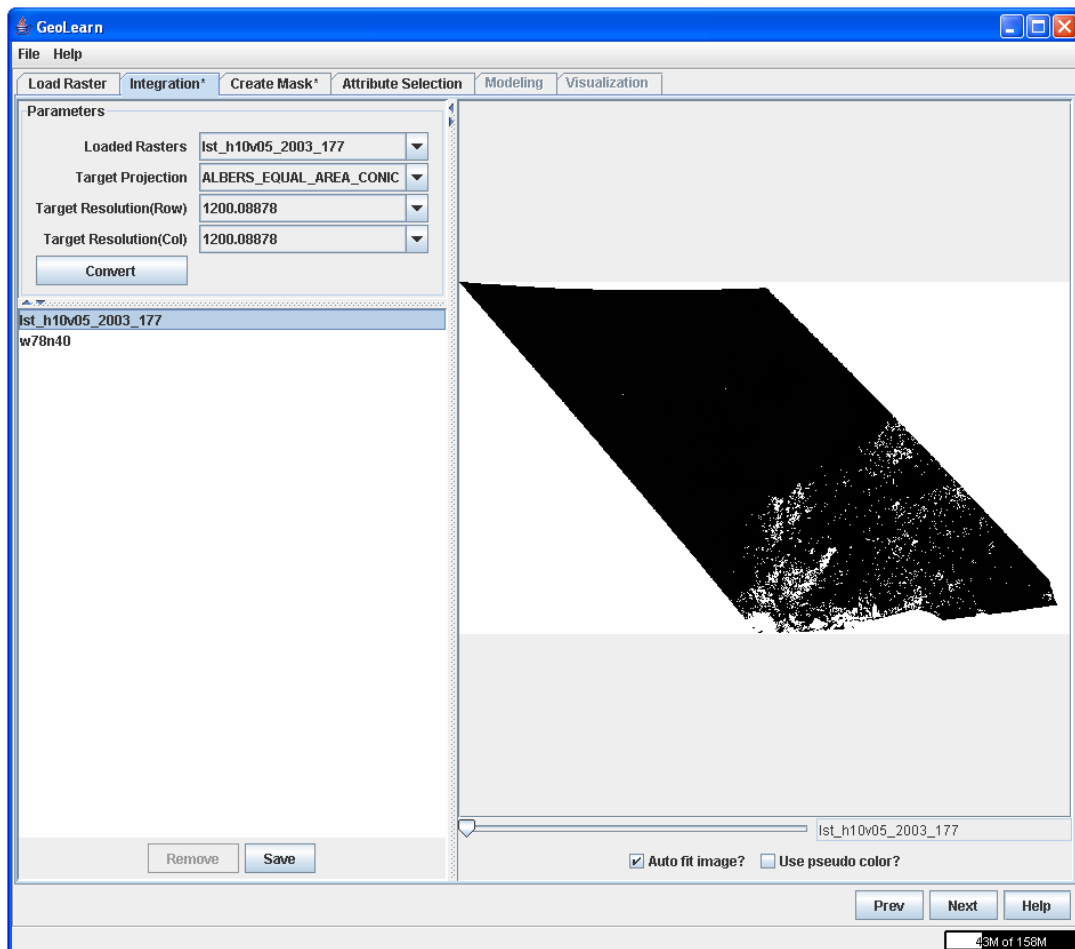 GeoLearn
File Help
Load Raster Integration* Create Mask* Attribute Selection Modeling Visualization
Parameters
Loaded Rasters lst_h10v05_2003_177
Target Projection ALBERS_EQUAL_AREA_CONIC
Target Resolution(Row) 1200.08878
Target Resolution(Col) 1200.08878
Convert
lst_h10v05_2003_177
w78n40
lst_h10v05_2003_177
Remove Save
Auto fit image? Use pseudo color?
Prev Next Help
43M of 158M